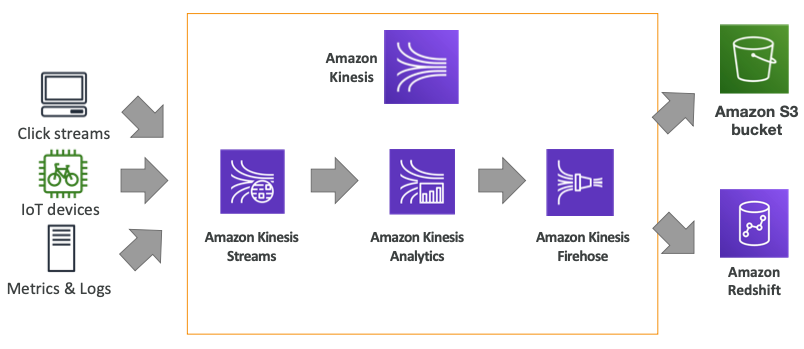 Amazon
Kinesis
Click streams
IoT devices
Metrics & Logs
Amazon Kinesis
Streams
Amazon Kinesis
Analytics
Amazon Kinesis
Firehose
Amazon S3
bucket
Amazon
Redshift